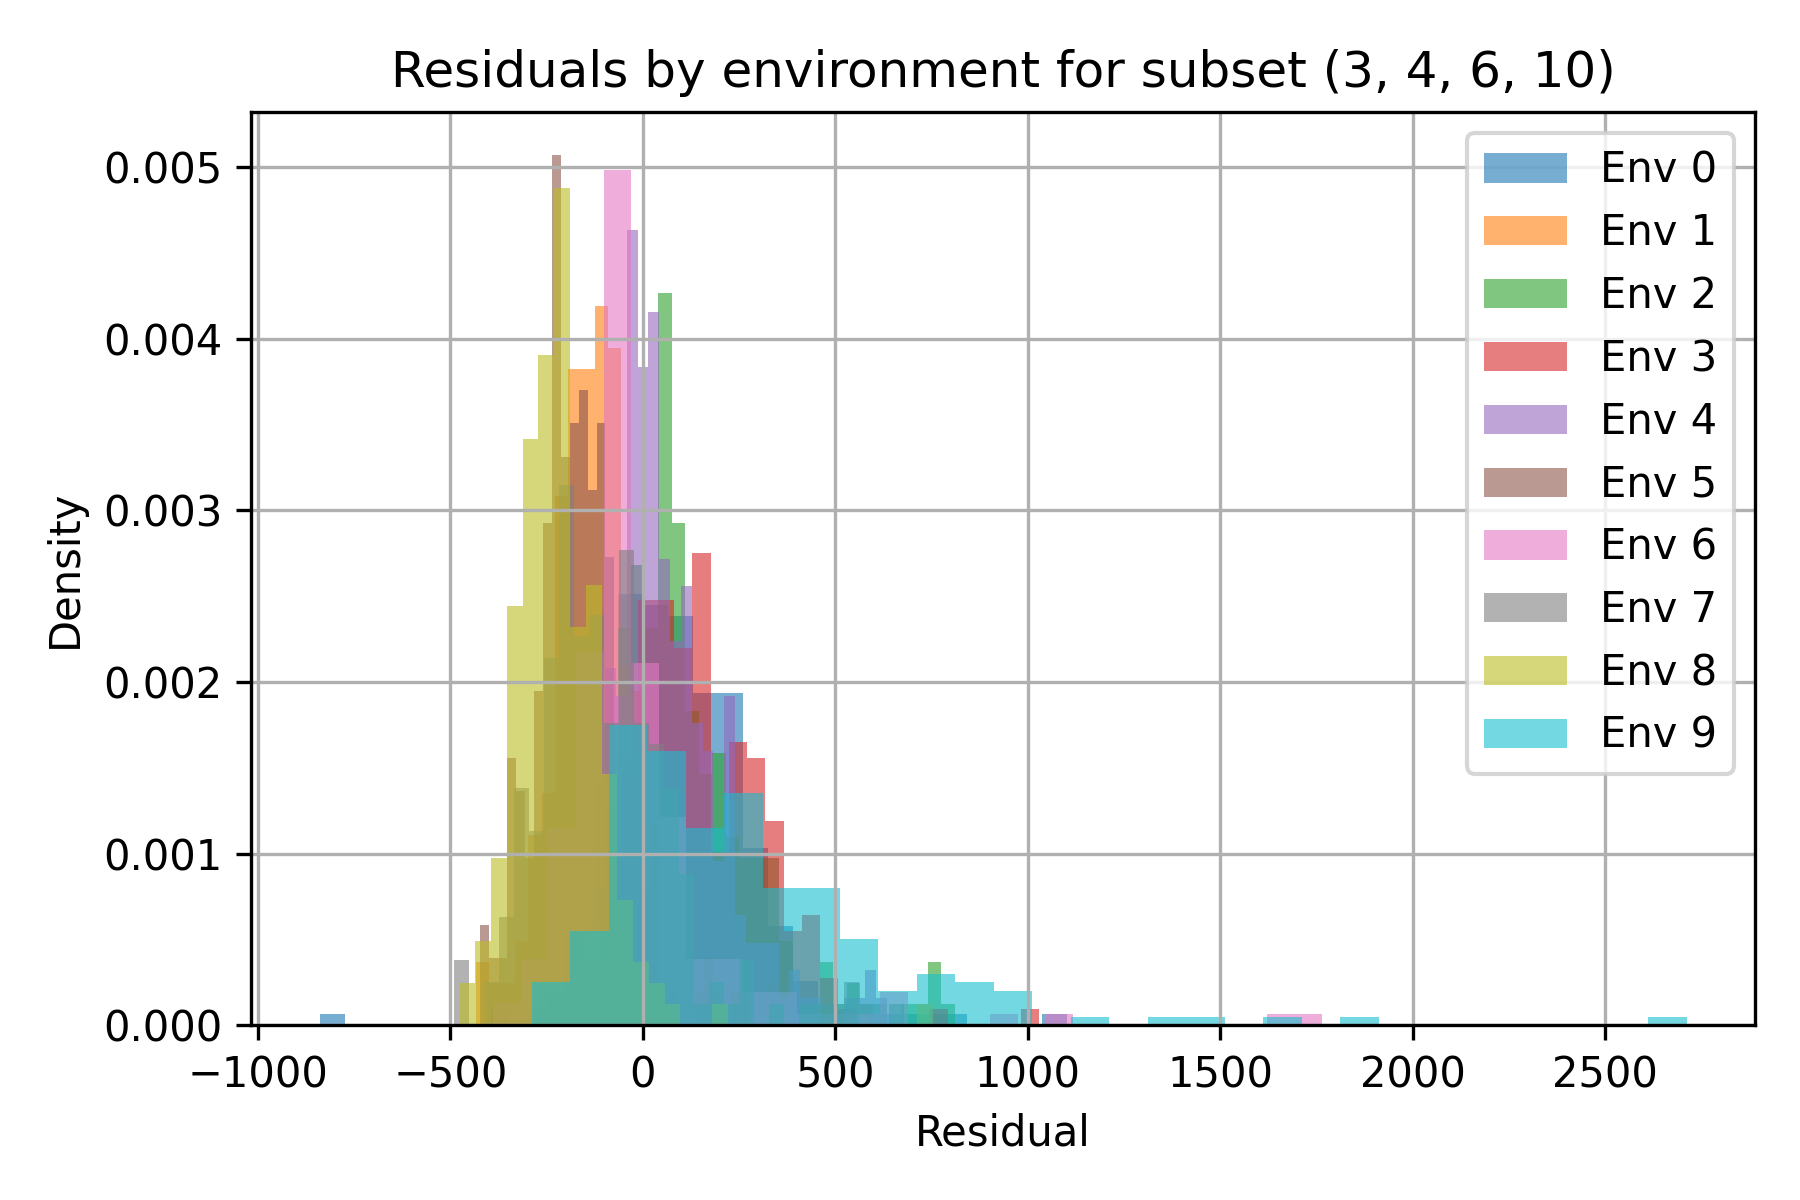 Residuals by environment for subset (3, 4, 6, 10)
0.005
0.004
0.003
0.002
0.001
0.000
Density
−1000
−500
0
500
1000
1500
2000
2500
Residual
Env 0
Env 1
Env 2
Env 3
Env 4
Env 5
Env 6
Env 7
Env 8
Env 9